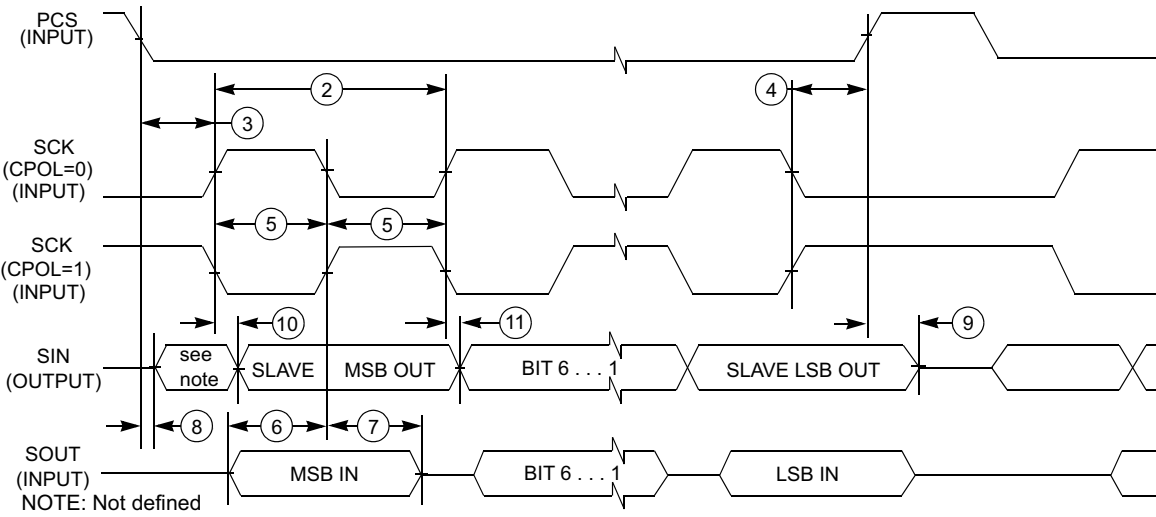 PCS
(INPUT)
2
4
3
SCK
(CPOL=0)
(INPUT)
5
5
SCK
(CPOL=1)
(INPUT)
10
11
9
SIN
(OUTPUT)
see
note
SLAVE
MSB OUT
BIT 6 . . . 1
SLAVE LSB OUT
8
6
7
SOUT
(INPUT)
MSB IN
BIT 6 . . . 1
LSB IN
NOTE: Not defined